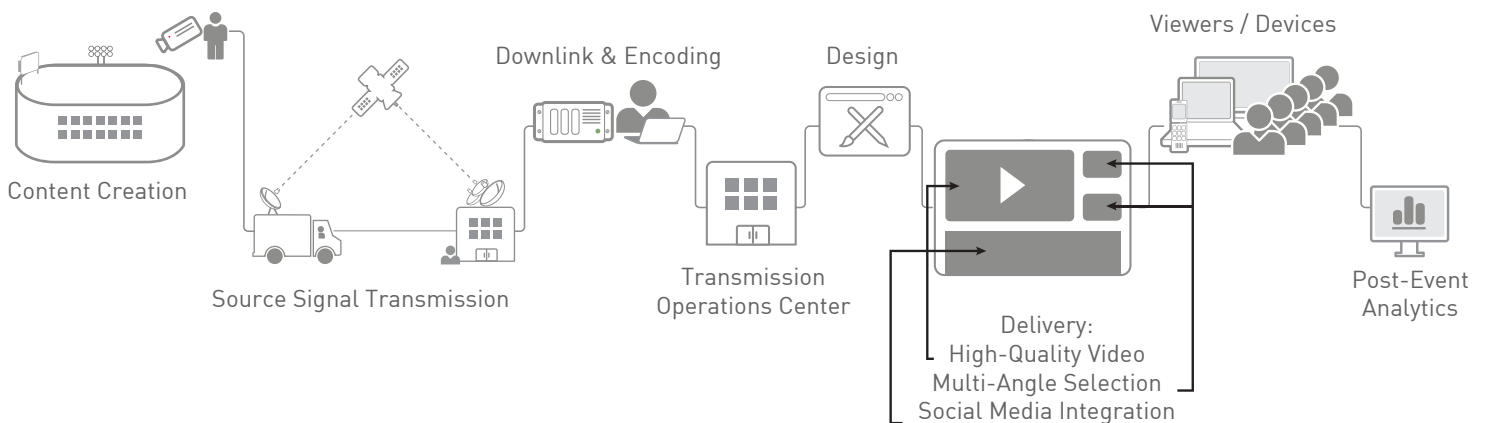 Content Creation
Source Signal Transmission
Downlink & Encoding
Transmission
Operations Center
Design
Delivery:
High-Quality Video
Multi-Angle Selection
Social Media Integration
Viewers / Devices
Post-Event
Analytics